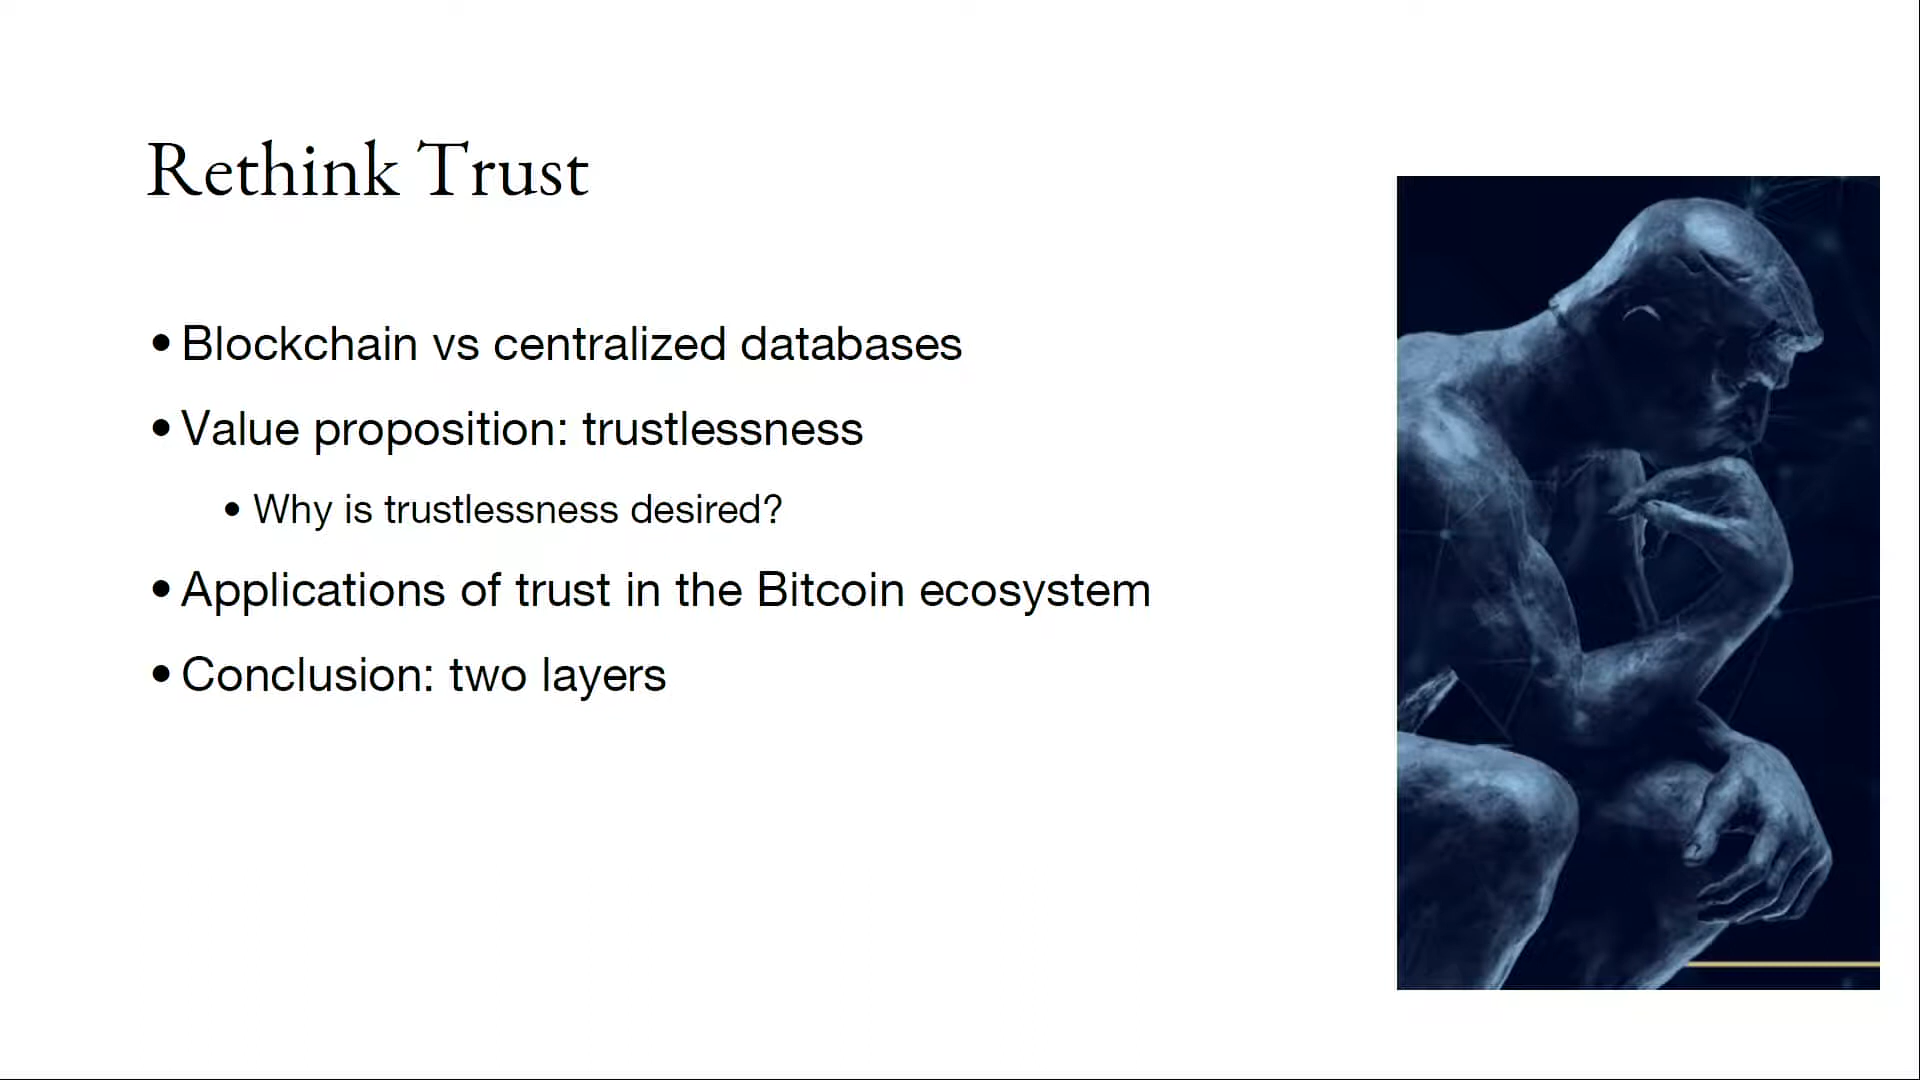 Rethink Trust
• Blockchain vs centralized databases
• Value proposition: trustlessness
• Why is trustlessness desired?
• Applications of trust in the Bitcoin ecosystem
• Conclusion: two layers